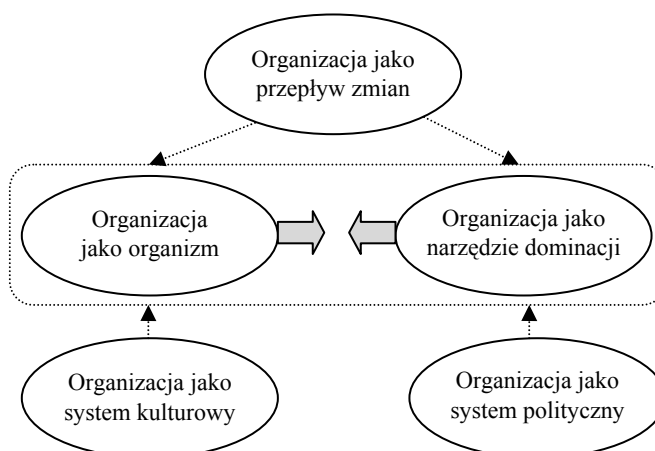 Organizacja jako
przepływ zmian
Organizacja
jako organizm
Organizacja jako
narzędzie dominacji
Organizacja jako
system kulturowy
Organizacja jako
system polityczny